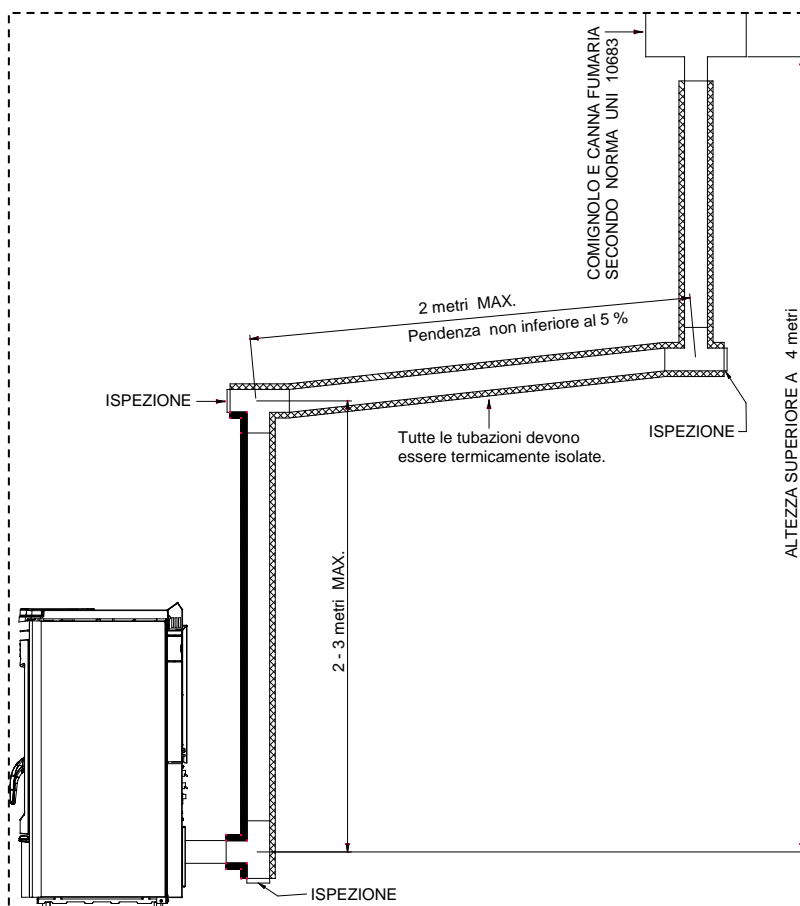 COMIGNOLO E CANNA FUMARIA
SECONDO NORMA UNI 10683
2 metri MAX.
Pendenza non inferiore al 5 %
ISPEZIONE
Tutte le tubazioni devono
essere termicamente isolate.
ISPEZIONE
ALTEZZA SUPERIORE A 4 metri
2 - 3 metri MAX.
ISPEZIONE